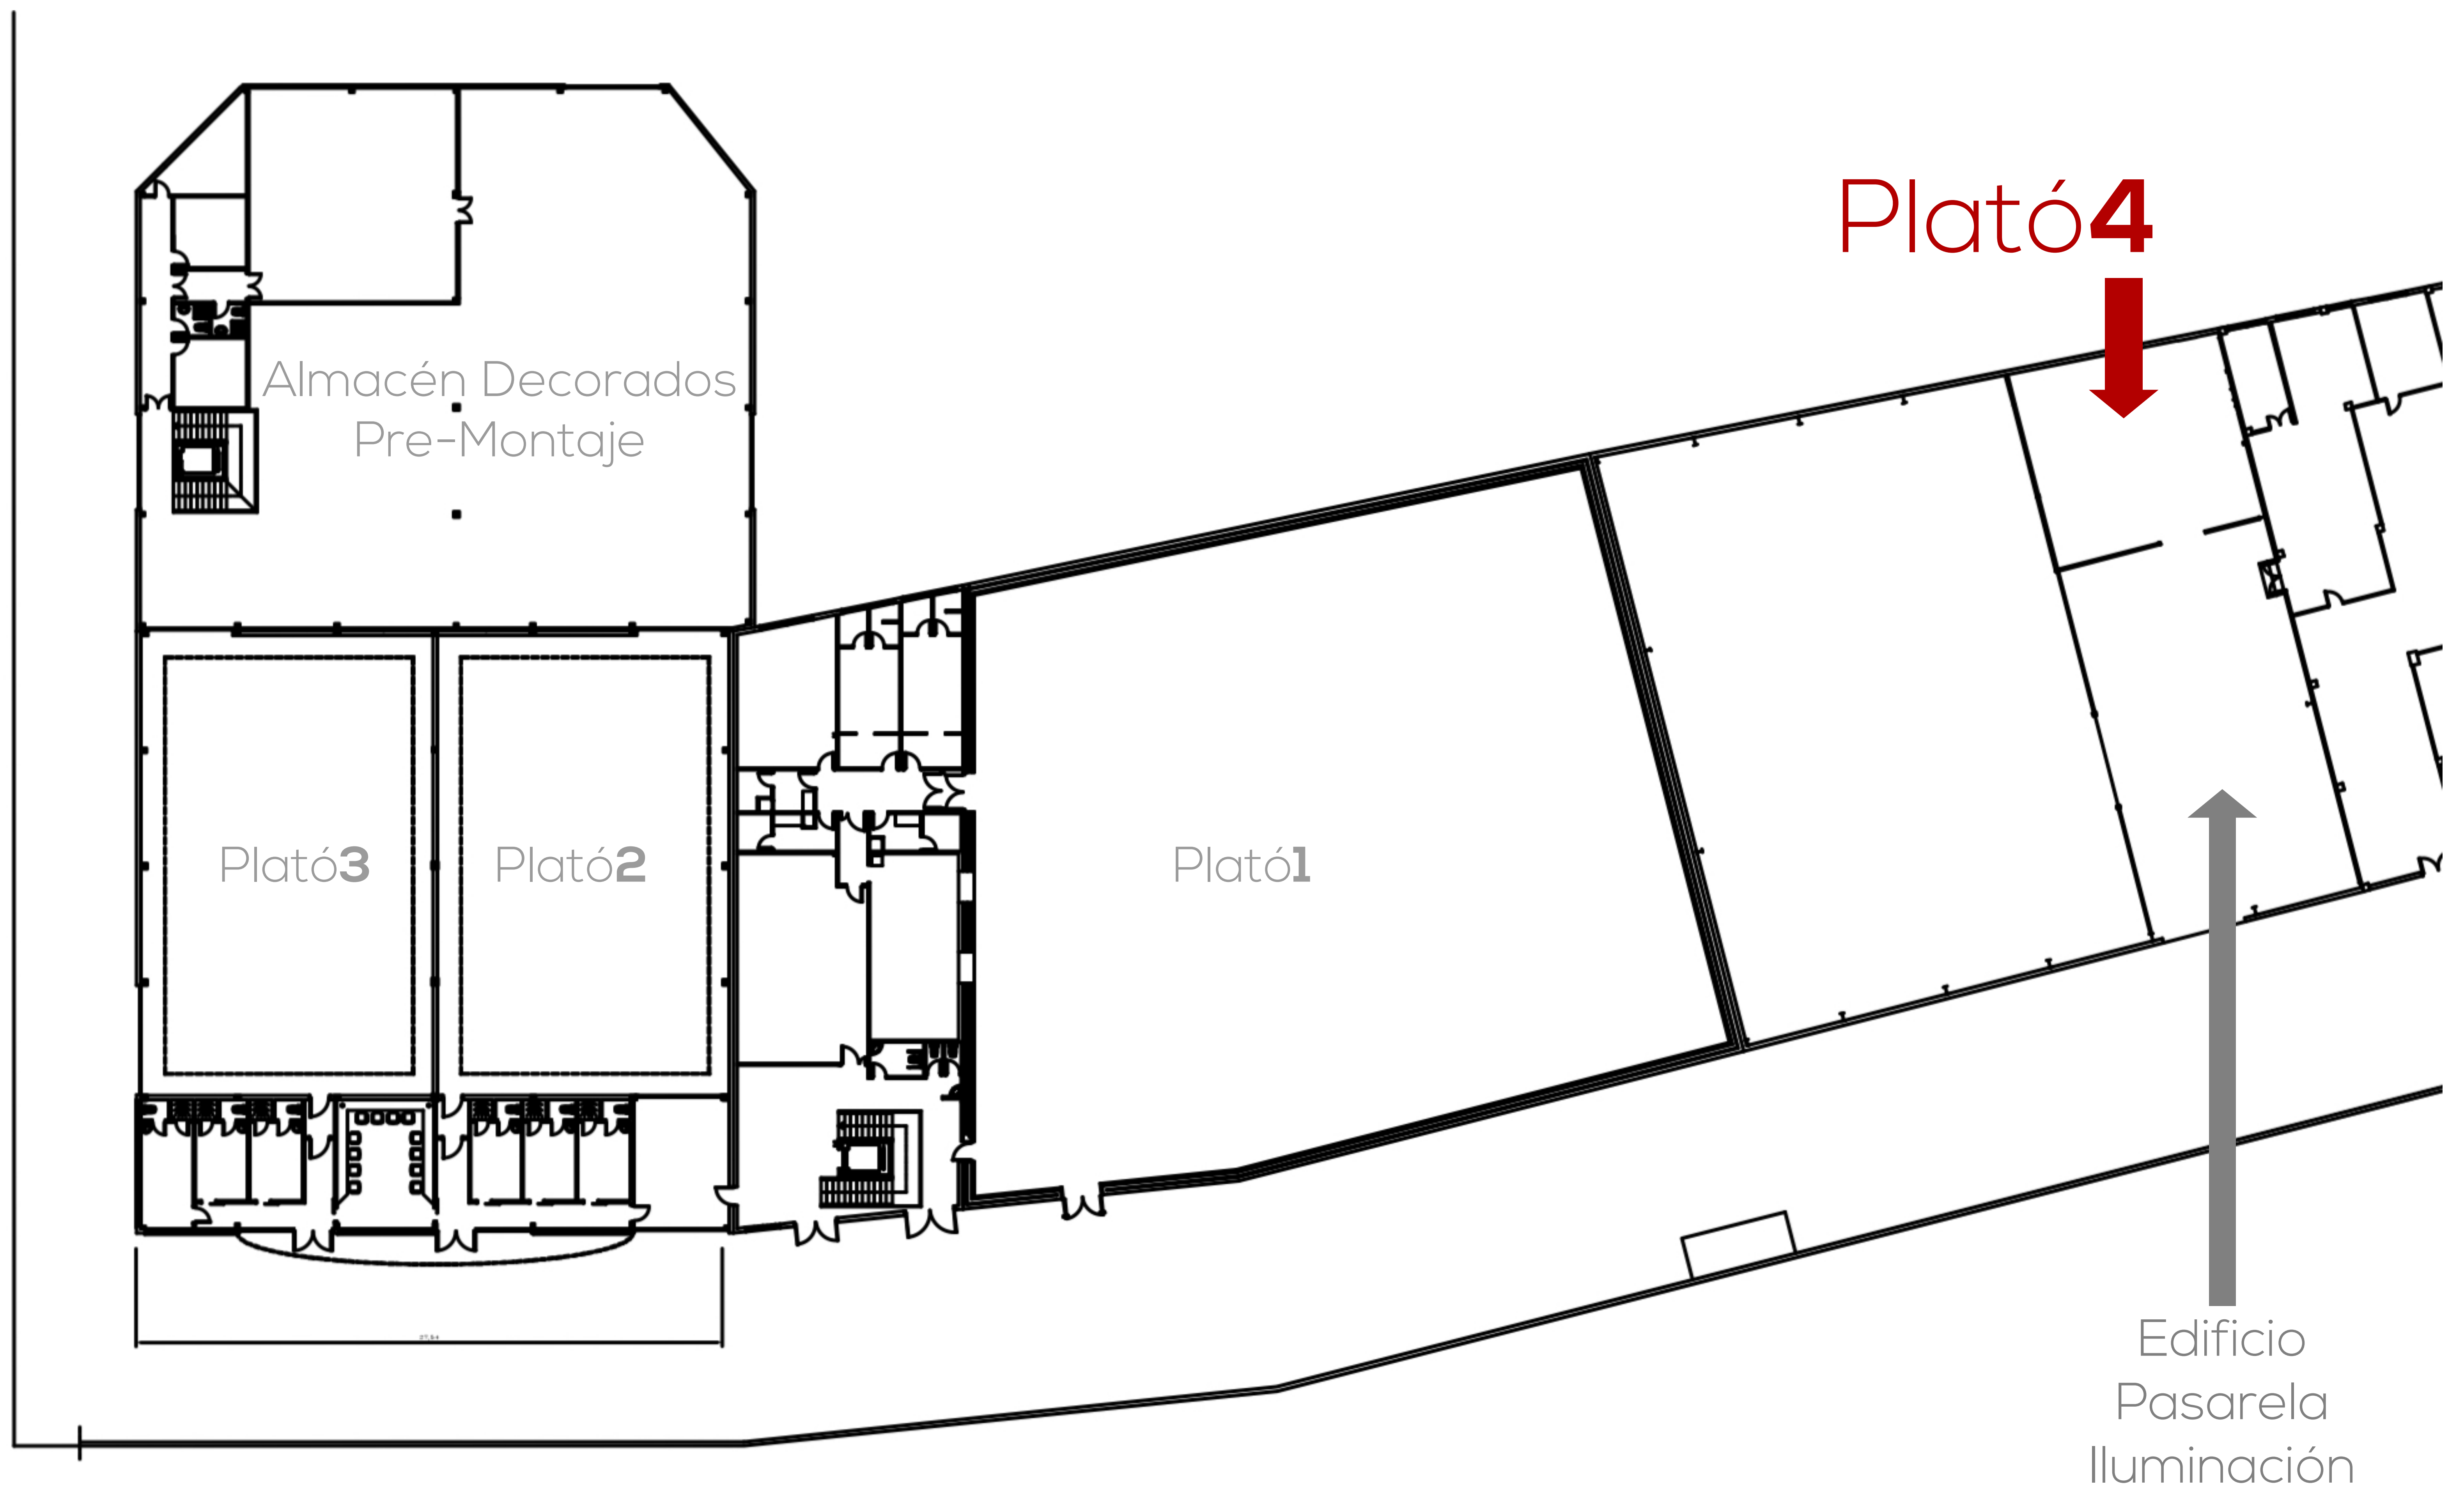 Plató4
Almacén Decorados
Pre-Montaje
Plató3
Plató2
Plató1
Edificio
Pasarela
Iluminación